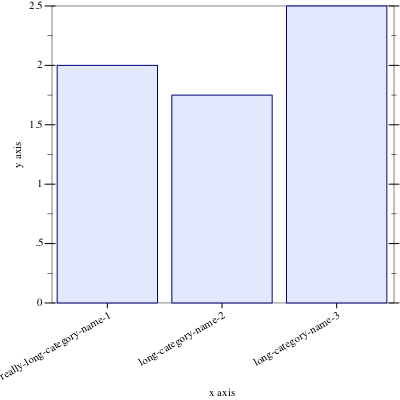 2.5
2
1.5
1
.5
0
y axis
really-long-category-name-1
long-category-name-2
long-category-name-3
x axis